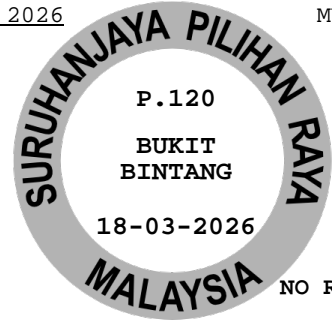 2026 M
SURUHANJAYA PILIHAN RAYA
P.120
BUKIT
BINTANG
18-03-2026
MALAYSIA
NO R